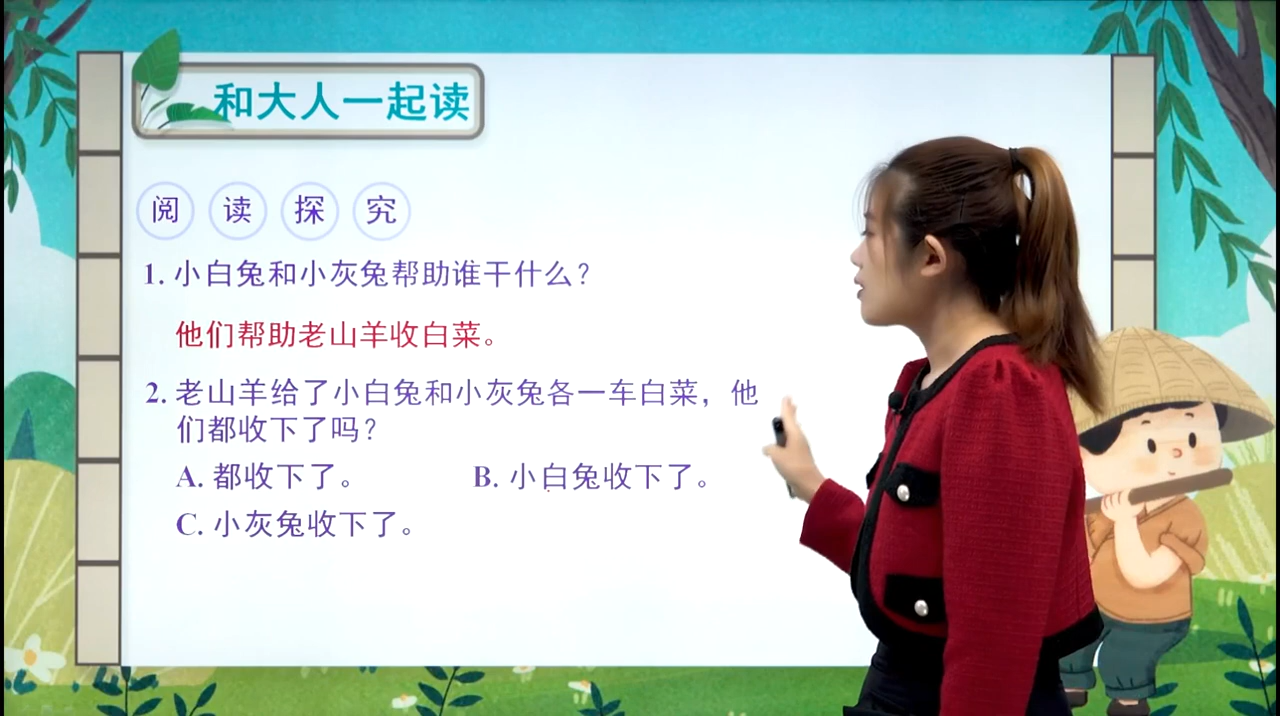 和大人一起读
阅读探究
1. 小白兔和小灰兔帮助谁干什么？
他们帮助老山羊收白菜。
2. 老山羊给了小白兔和小灰兔各一车白菜，他
们都收下了吗？
A. 都收下了。 B. 小白兔收下了。
C. 小灰兔收下了。